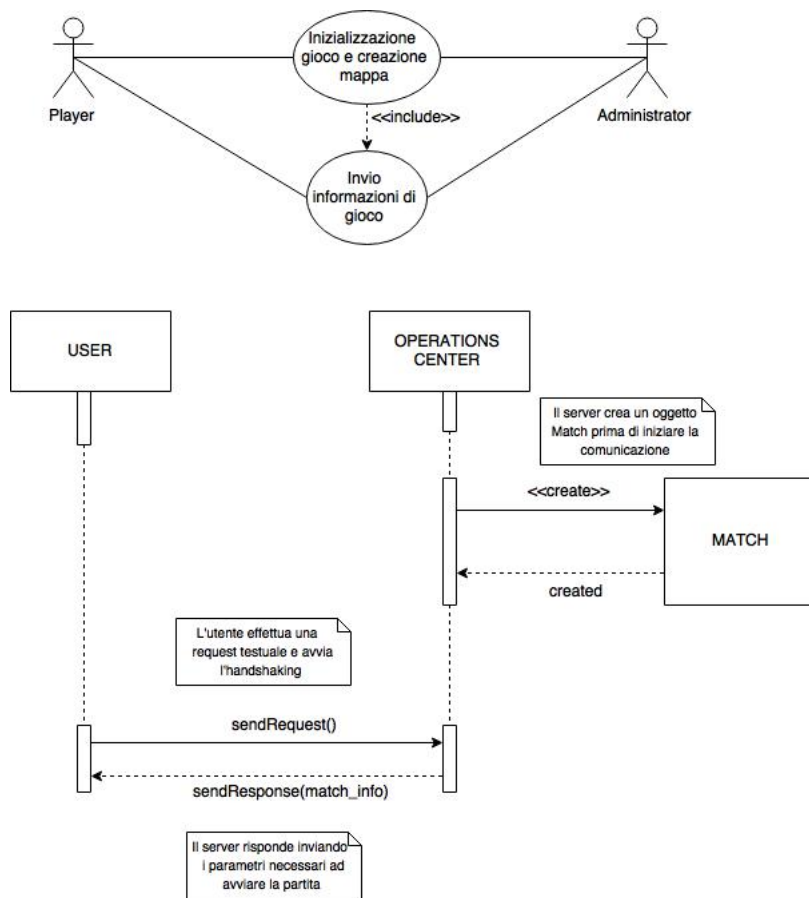 Inizializzazione
gioco e creazione
mappa
Player
Administrator
<<include>>
Invio
informazioni di
gioco
USER
OPERATIONS
CENTER
Il server crea un oggetto
Match prima di iniziare la
comunicazione
<<create>>
MATCH
created
L'utente effettua una
request testuale e avvia
l'handshaking
sendRequest()
sendResponse(match_info)
Il server risponde inviando
i parametri necessari ad
avviare la partita